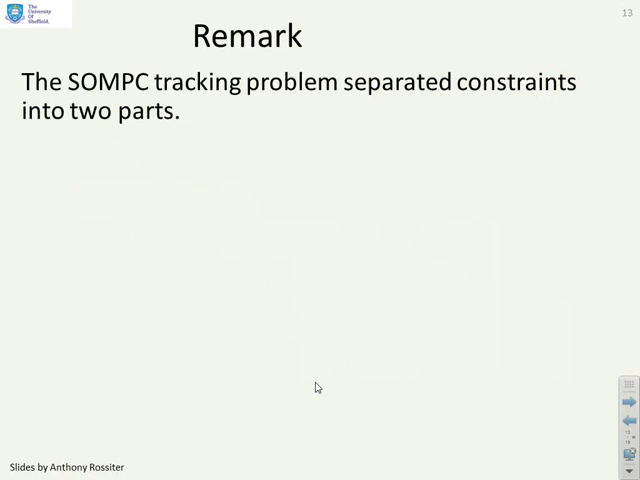 The
University
Of
Sheffield.
13
Remark
The SOMPC tracking problem separated constraints
into two parts.
Slides by Anthony Rossiter